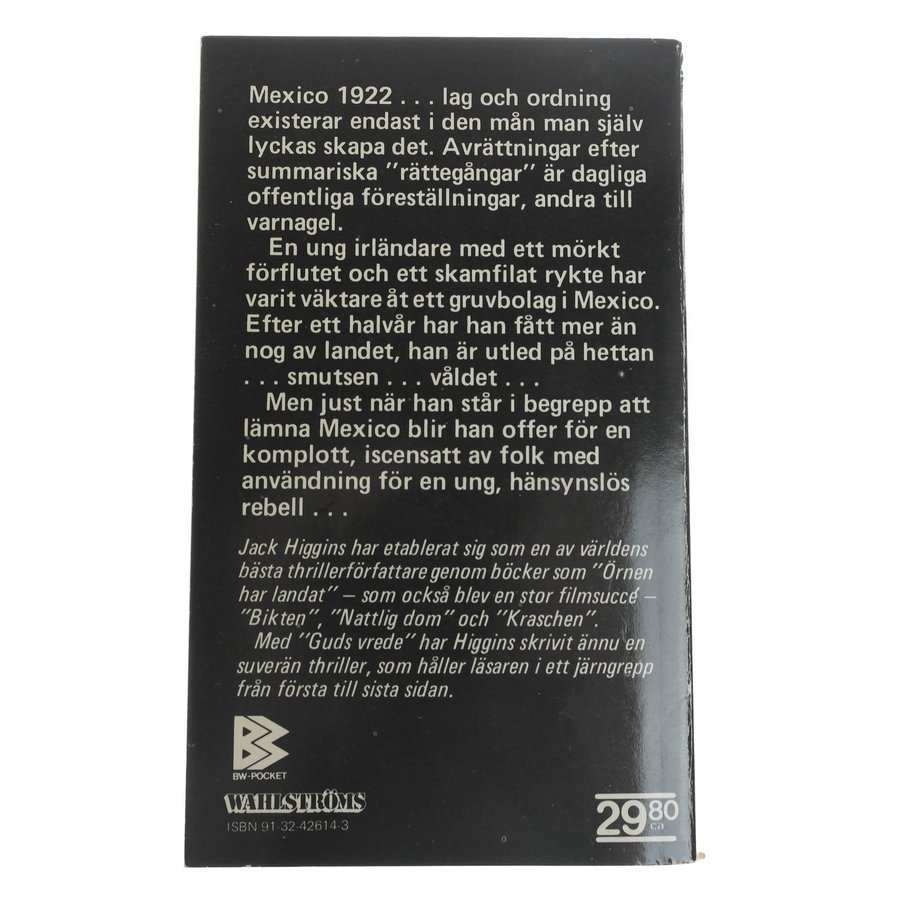 Mexico 1922 . . . lag och ordning
existerar endast i den mån man själv
lyckas skapa det. Avrättningar efter
summariska ”rättegångar” är dagliga
offentliga föreställningar, andra till
varnagel.
En ung irländare med ett mörkt
förflutet och ett skamfilat rykte har
varit väktare åt ett gruvbolag i Mexico.
Efter ett halvår har han fått mer än
nog av landet, han är utled på hettan
. . . smutsen . . . våldet . . .
Men just när han står i begrepp att
lämna Mexico blir han offer för en
komplott, iscensatt av folk med
användning för en ung, hänsynslös
rebell . . .
Jack Higgins har etablerat sig som en av världens
bästa thrillerförfattare genom böcker som ”Örnen
har landat” – som också blev en stor filmsuccé –
”Bikten”, ”Nattlig dom” och ”Kraschen”.
Med ”Guds vrede” har Higgins skrivit ännu en
suverän thriller, som håller läsaren i ett järngrepp
från första till sista sidan.
BW-POCKET
WAHLSTRÖMS
ISBN 91-32-42614-3
29 80
ca